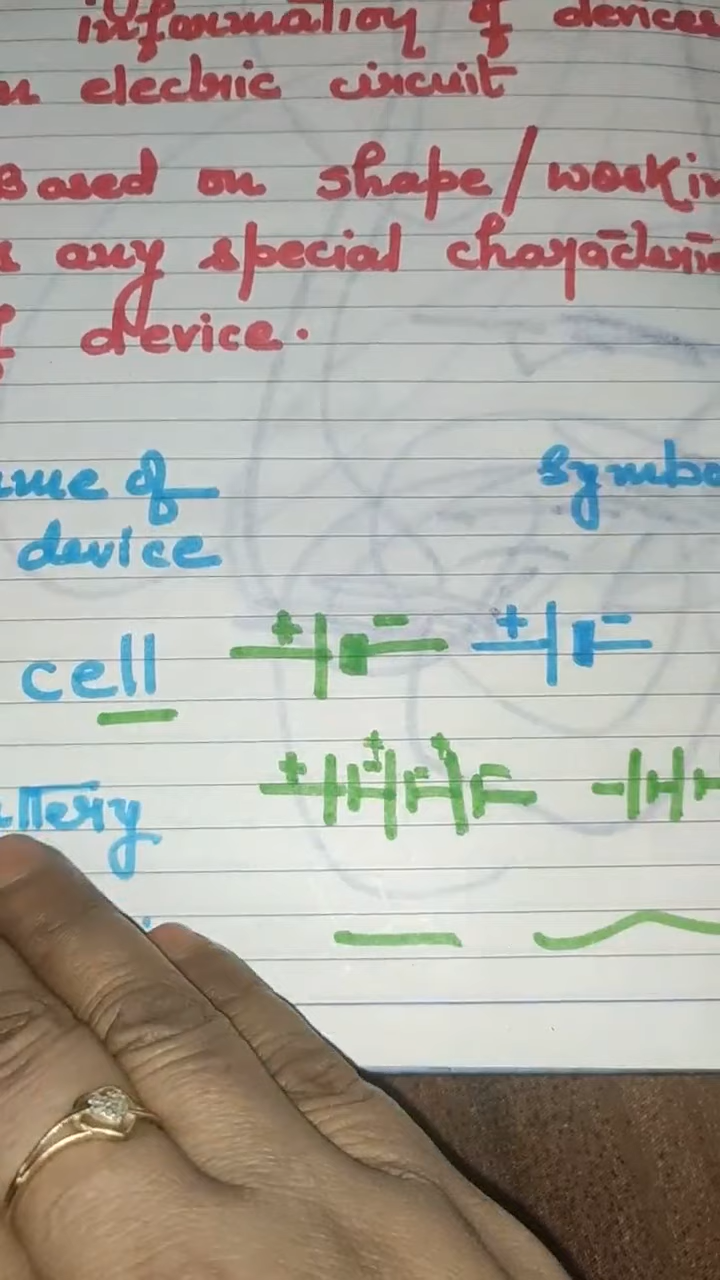 information of devices
electric circuit
Based on shape/workin
any special characteri
device.
me of
symbo
device
cell + - + -
ttery + + - + -